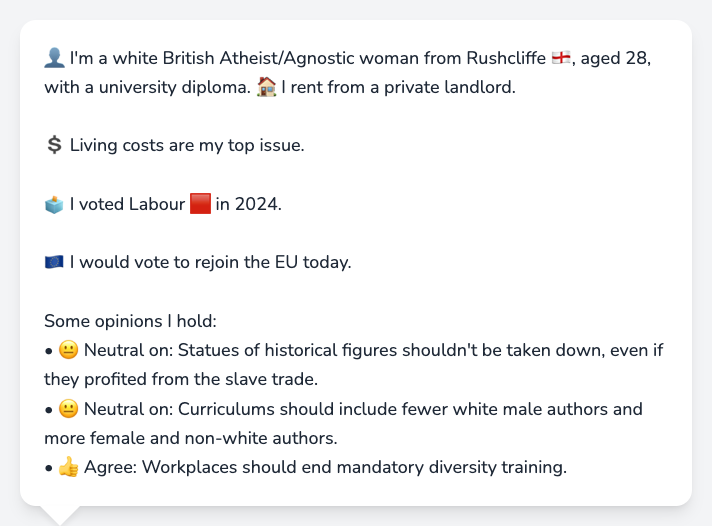 👤 I'm a white British Atheist/Agnostic woman from Rushcliffe 🏴󠁧󠁢󠁥󠁮󠁧󠁿, aged 28,
with a university diploma. 🏠 I rent from a private landlord.
💲 Living costs are my top issue.
🗳️ I voted Labour 🟥 in 2024.
🇪🇺 I would vote to rejoin the EU today.
Some opinions I hold:
• 😐 Neutral on: Statues of historical figures shouldn't be taken down, even if
they profited from the slave trade.
• 😐 Neutral on: Curriculums should include fewer white male authors and
more female and non-white authors.
• 👍 Agree: Workplaces should end mandatory diversity training.